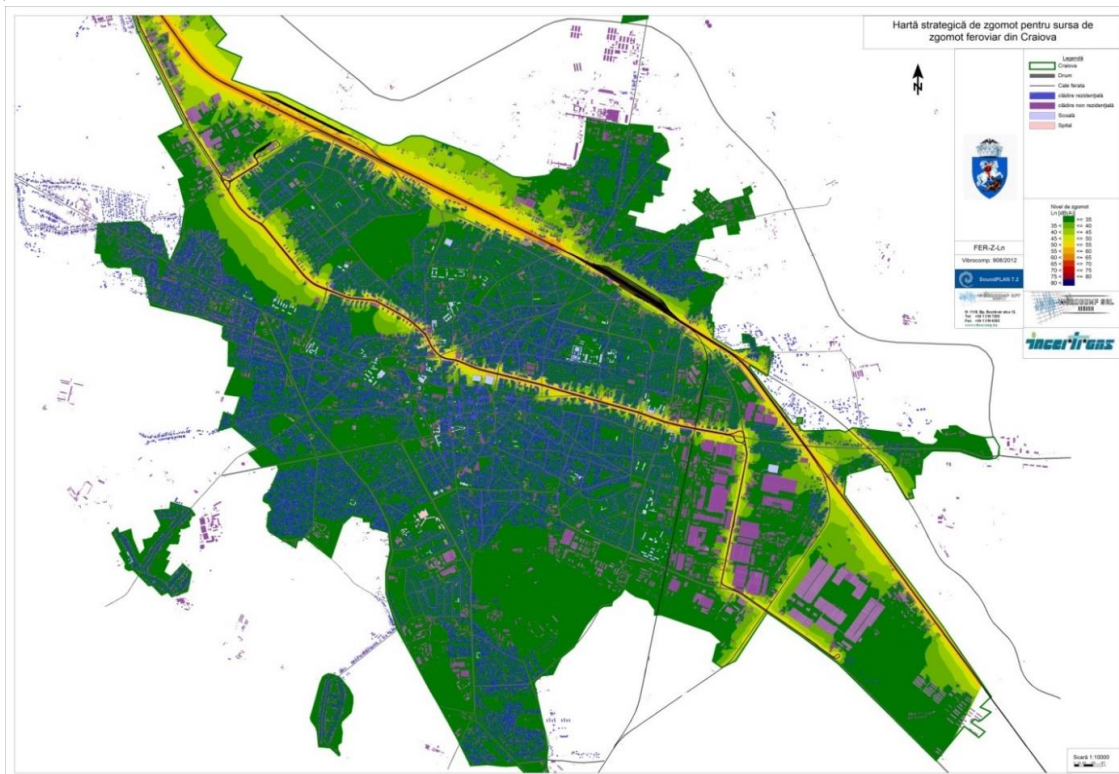 Hartă strategică de zgomot pentru sursa de
zgomot feroviar din Craiova
N
Legendă
Craiova
Drum
Cale ferata
clădire rezidenţială
clădire non rezidenţială
Scoală
Spital
Nivel de zgomot
Ln [dB(A)]
<= 35
35 < <= 40
40 < <= 45
45 < <= 50
50 < <= 55
55 < <= 60
60 < <= 65
65 < <= 70
70 < <= 75
75 < <= 80
80 <
FER-Z-Ln
Vibrocomp: 908/2012
SoundPLAN 7.2
incertrans
Scară 1:10000